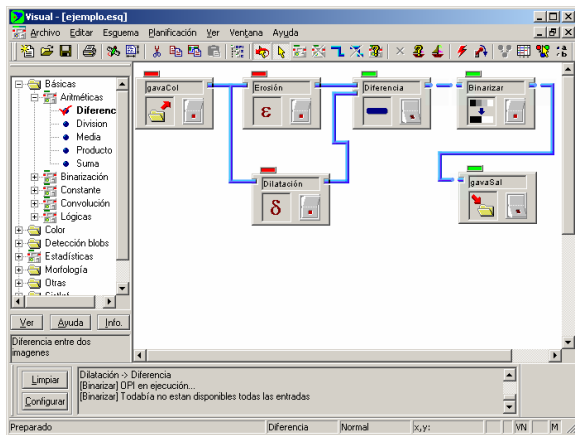 Visual - [ejemplo.esq]
Archivo Editar Esquema Planificación Ver Ventana Ayuda
Básicas
Aritméticas
Diferenc
Division
Media
Producto
Suma
Binarización
Constante
Convolución
Lógicas
Color
Detección blobs
Estadísticas
Morfología
Otras
gavaCol
Erosión
Diferencia
Binarizar
ε
Dilatación
δ
gavaSal
Ver Ayuda Info.
Diferencia entre dos
imagenes
Limpiar
Configurar
Dilatación -> Diferencia
[Binarizar] OPI en ejecución...
[Binarizar] Todabía no estan disponibles todas las entradas
Preparado Diferencia Normal x,y: VN M